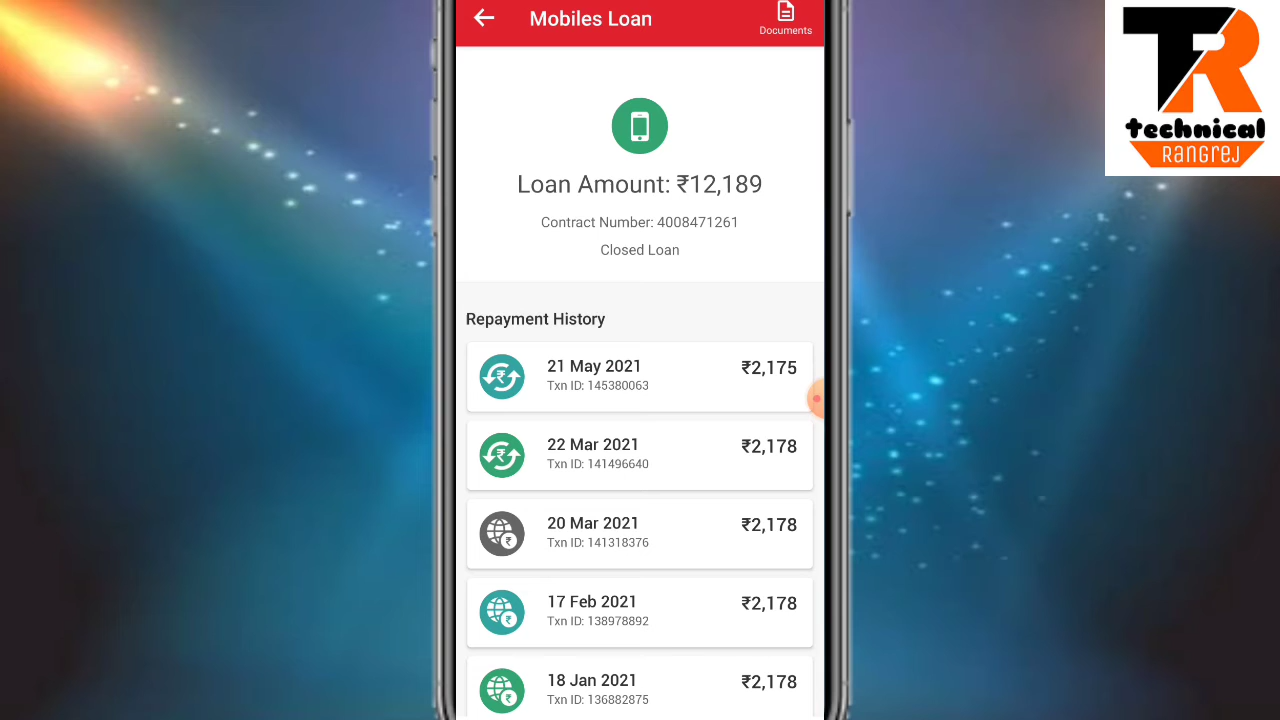 Mobiles Loan
Documents
TR
technical
Rangrej
Loan Amount: ₹12,189
Contract Number: 4008471261
Closed Loan
Repayment History
21 May 2021 ₹2,175
Txn ID: 145380063
22 Mar 2021 ₹2,178
Txn ID: 141496640
20 Mar 2021 ₹2,178
Txn ID: 141318376
17 Feb 2021 ₹2,178
Txn ID: 138978892
18 Jan 2021 ₹2,178
Txn ID: 136882875